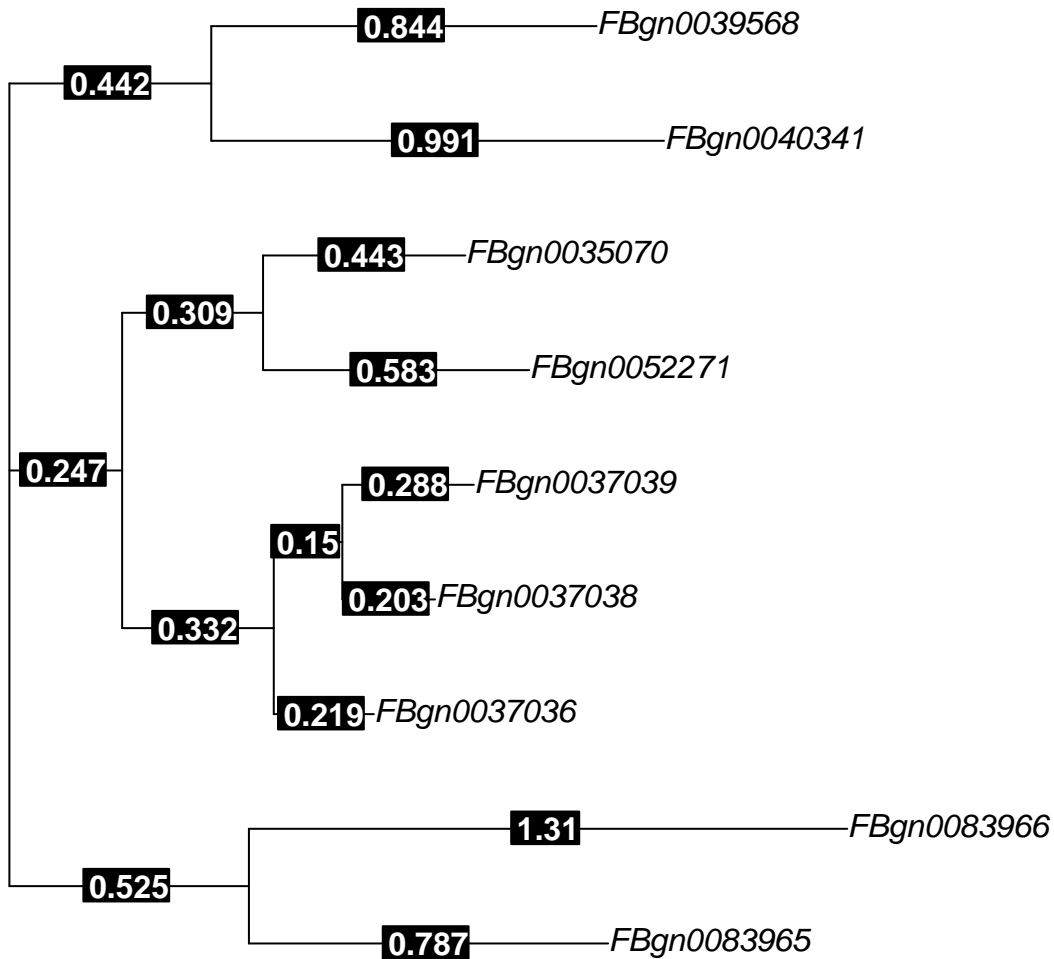 0.844 FBgn0039568
0.442
0.991 FBgn0040341
0.443 FBgn0035070
0.309
0.583 FBgn0052271
0.247
0.288 FBgn0037039
0.15
0.203 FBgn0037038
0.332
0.219 FBgn0037036
1.31 FBgn0083966
0.525
0.787 FBgn0083965